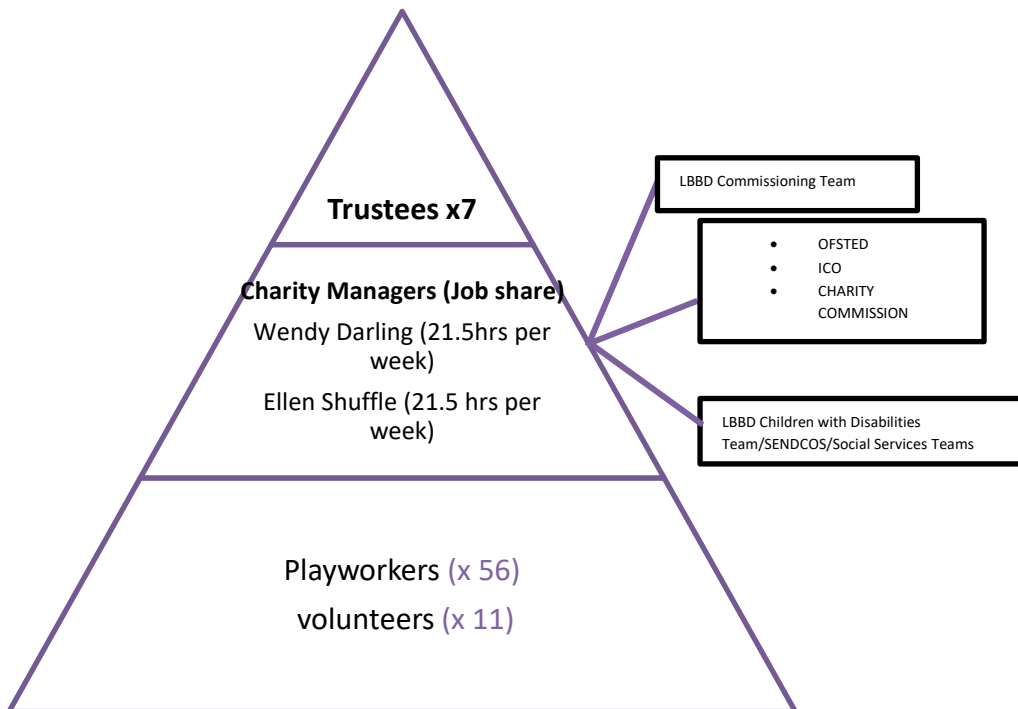 Trustees x7
Charity Managers (Job share)
Wendy Darling (21.5hrs per
week)
Ellen Shuffle (21.5 hrs per
week)
Playworkers (x 56)
volunteers (x 11)
LBBD Commissioning Team
• OFSTED
• ICO
• CHARITY
COMMISSION
LBBD Children with Disabilities
Team/SENDCOS/Social Services Teams